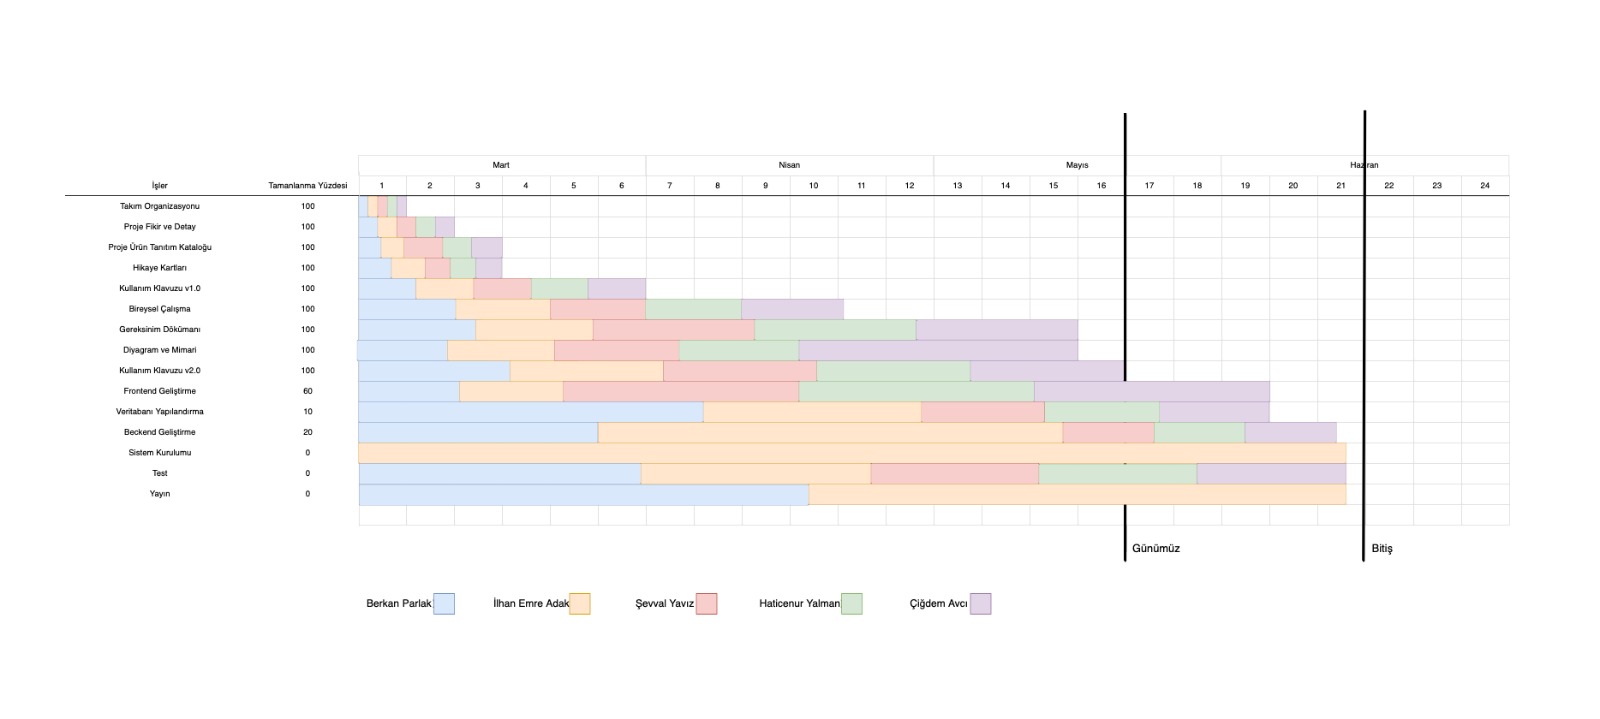 Mart Nisan Mayıs Haziran
İşler Tamanlanma Yüzdesi 1 2 3 4 5 6 7 8 9 10 11 12 13 14 15 16 17 18 19 20 21 22 23 24
Takım Organizasyonu 100
Proje Fikir ve Detay 100
Proje Ürün Tanıtım Kataloğu 100
Hikaye Kartları 100
Kullanım Klavuzu v1.0 100
Bireysel Çalışma 100
Gereksinim Dökümanı 100
Diyagram ve Mimari 100
Kullanım Klavuzu v2.0 100
Frontend Geliştirme 60
Veritabanı Yapılandırma 10
Beckend Geliştirme 20
Sistem Kurulumu 0
Test 0
Yayın 0
Günümüz Bitiş
Berkan Parlak İlhan Emre Adak Şevval Yavız Haticenur Yalman Çiğdem Avcı